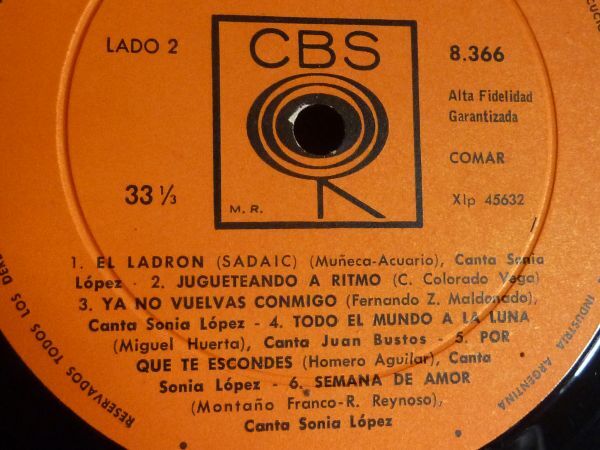 LADO 2
CBS
8.366
Alta Fidelidad
Garantizada
33 ⅓
COMAR
M. R.
Xlp 45632
1. EL LADRON (SADAIC) (Muñeca-Acuario), Canta Sonia
López - 2. JUGUETEANDO A RITMO (C. Colorado Vega)
3. YA NO VUELVAS CONMIGO (Fernando Z. Maldonado),
Canta Sonia López - 4. TODO EL MUNDO A LA LUNA
(Miguel Huerta), Canta Juan Bustos - 5. POR
QUE TE ESCONDES (Homero Aguilar), Canta
Sonia López - 6. SEMANA DE AMOR
(Montaño Franco-R. Reynoso),
Canta Sonia López
RESERVADOS TODOS LOS
INDUSTRIA ARGENTINA